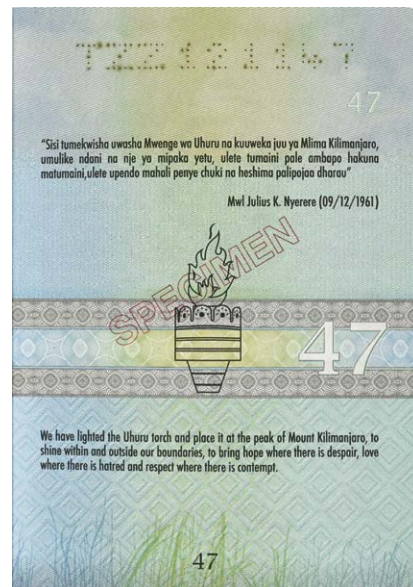 TZZ121147
47
“Sisi tumekwisha uwasha Mwenge wa Uhuru na kuuweka juu ya Mlima Kilimanjaro,
umulike ndani na nje ya mipaka yetu, ulete tumaini pale ambapo hakuna
matumaini,ulete upendo mahali penye chuki na heshima palipojaa dharau”
Mwl Julius K. Nyerere (09/12/1961)
SPECIMEN
47
We have lighted the Uhuru torch and place it at the peak of Mount Kilimanjaro, to
shine within and outside our boundaries, to bring hope where there is despair, love
where there is hatred and respect where there is contempt.
47